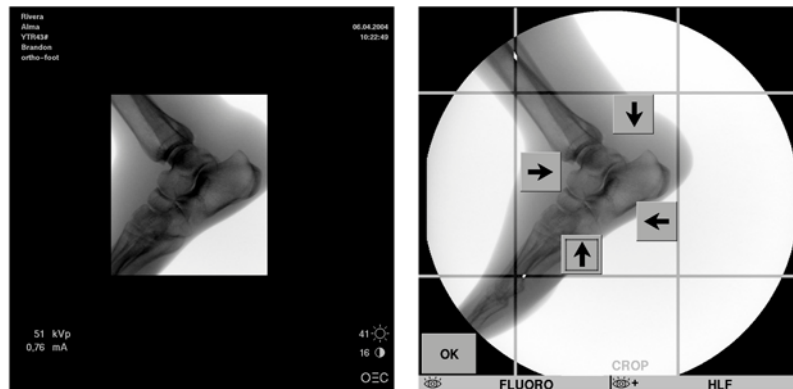 Rivera
Alma
YTR43#
Brandon
ortho-foot
06.04.2004
10:22:49
51 kVp
0,76 mA
41
16
OEC
OK
CROP
FLUORO
+
HLF